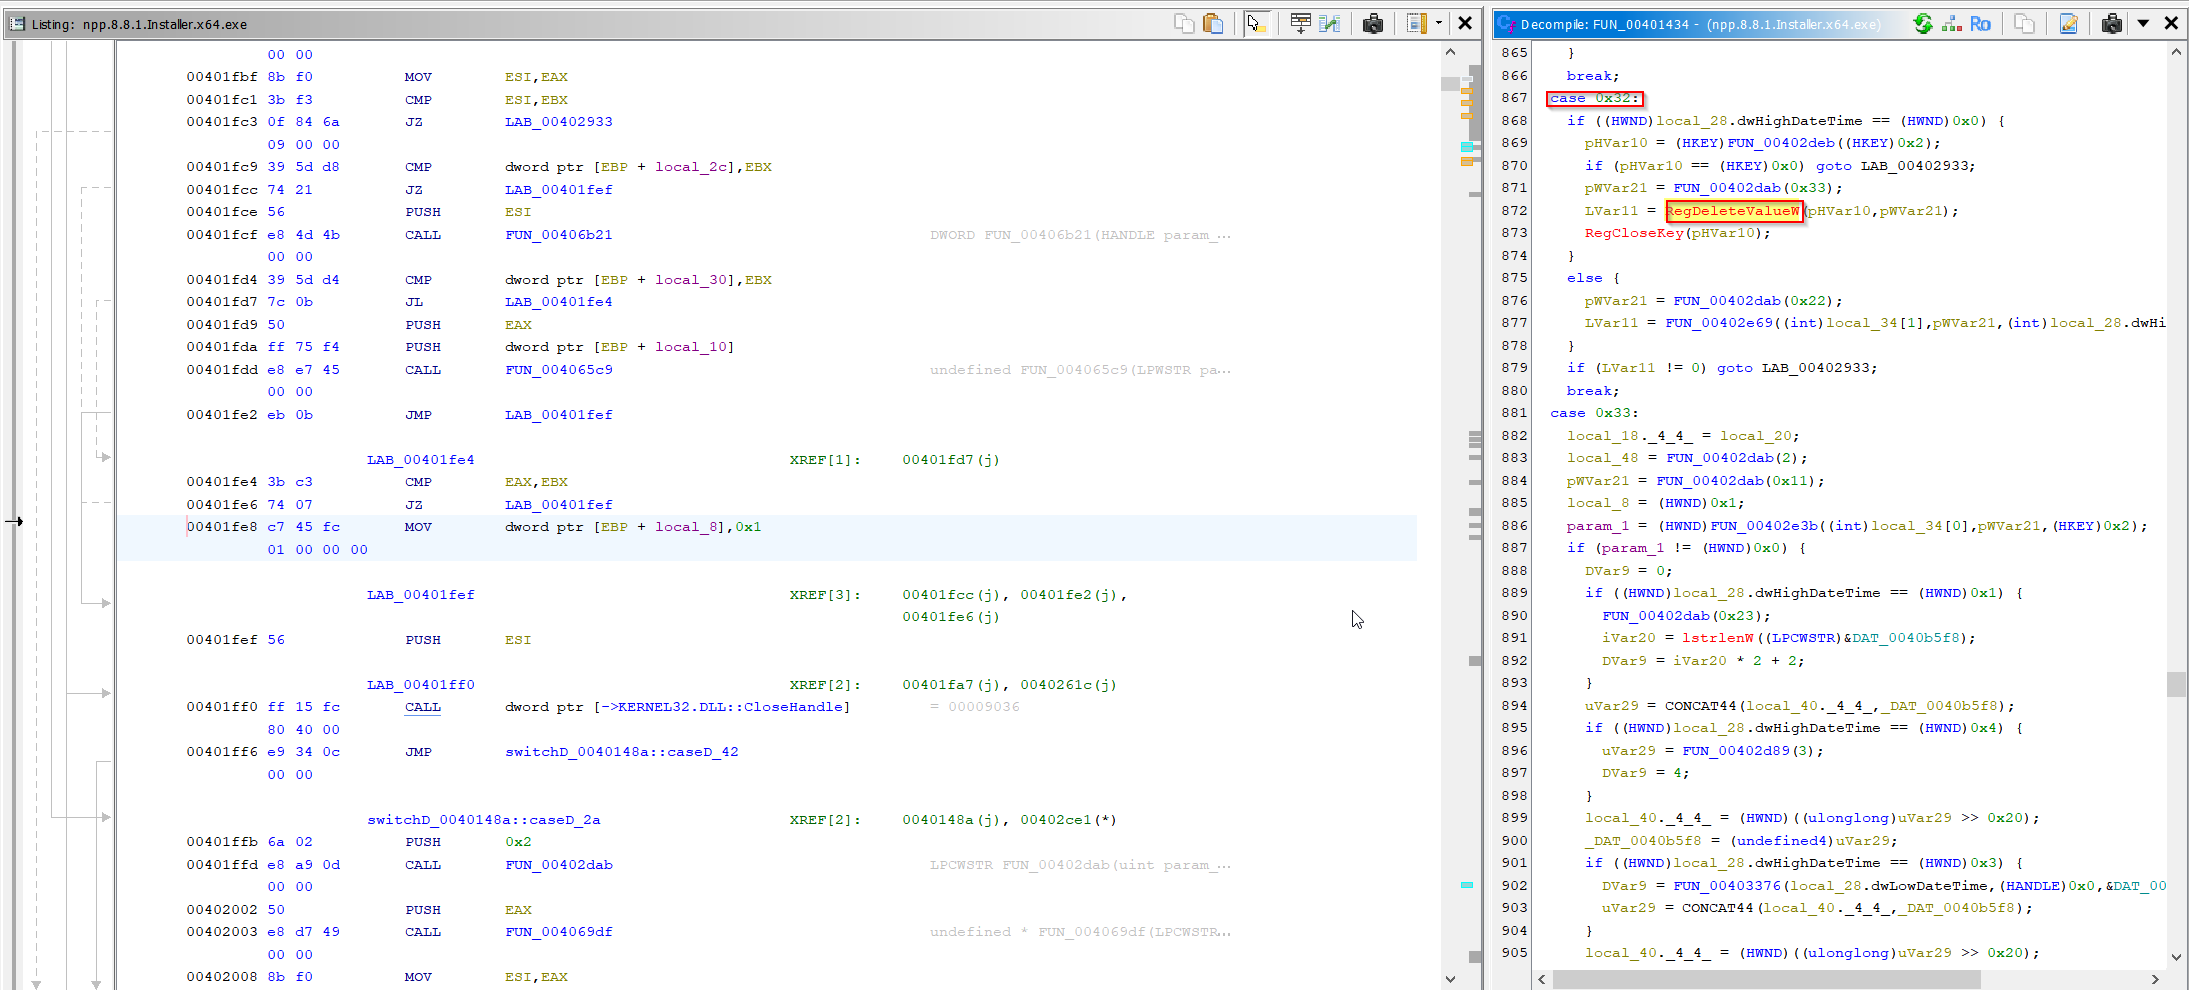 Listing: npp.8.8.1.Installer.x64.exe
00 00
00401fbf 8b f0 MOV ESI,EAX
00401fc1 3b f3 CMP ESI,EBX
00401fc3 0f 84 6a JZ LAB_00402933
09 00 00
00401fc9 39 5d d8 CMP dword ptr [EBP + local_2c],EBX
00401fcc 74 21 JZ LAB_00401fef
00401fce 56 PUSH ESI
00401fcf e8 4d 4b CALL FUN_00406b21 DWORD FUN_00406b21(HANDLE param_…
00 00
00401fd4 39 5d d4 CMP dword ptr [EBP + local_30],EBX
00401fd7 7c 0b JL LAB_00401fe4
00401fd9 50 PUSH EAX
00401fda ff 75 f4 PUSH dword ptr [EBP + local_10]
00401fdd e8 e7 45 CALL FUN_004065c9 undefined FUN_004065c9(LPWSTR pa…
00 00
00401fe2 eb 0b JMP LAB_00401fef
LAB_00401fe4 XREF[1]: 00401fd7(j)
00401fe4 3b c3 CMP EAX,EBX
00401fe6 74 07 JZ LAB_00401fef
00401fe8 c7 45 fc MOV dword ptr [EBP + local_8],0x1
01 00 00 00
LAB_00401fef XREF[3]: 00401fcc(j), 00401fe2(j),
00401fe6(j)
00401fef 56 PUSH ESI
LAB_00401ff0 XREF[2]: 00401fa7(j), 0040261c(j)
00401ff0 ff 15 fc CALL dword ptr [->KERNEL32.DLL::CloseHandle] = 00009036
80 40 00
00401ff6 e9 34 0c JMP switchD_0040148a::caseD_42
00 00
switchD_0040148a::caseD_2a XREF[2]: 0040148a(j), 00402ce1(*)
00401ffb 6a 02 PUSH 0x2
00401ffd e8 a9 0d CALL FUN_00402dab LPCWSTR FUN_00402dab(uint param_…
00 00
00402002 50 PUSH EAX
00402003 e8 d7 49 CALL FUN_004069df undefined * FUN_004069df(LPCWSTR…
00 00
00402008 8b f0 MOV ESI,EAX
Decompile: FUN_00401434 - (npp.8.8.1.Installer.x64.exe)
Ro
865 }
866 break;
867 case 0x32:
868 if ((HWND)local_28.dwHighDateTime == (HWND)0x0) {
869 pHVar10 = (HKEY)FUN_00402deb((HKEY)0x2);
870 if (pHVar10 == (HKEY)0x0) goto LAB_00402933;
871 pWVar21 = FUN_00402dab(0x33);
872 LVar11 = RegDeleteValueW(pHVar10,pWVar21);
873 RegCloseKey(pHVar10);
874 }
875 else {
876 pWVar21 = FUN_00402dab(0x22);
877 LVar11 = FUN_00402e69((int)local_34[1],pWVar21,(int)local_28.dwHi
878 }
879 if (LVar11 != 0) goto LAB_00402933;
880 break;
881 case 0x33:
882 local_18._4_4_ = local_20;
883 local_48 = FUN_00402dab(2);
884 pWVar21 = FUN_00402dab(0x11);
885 local_8 = (HWND)0x1;
886 param_1 = (HWND)FUN_00402e3b((int)local_34[0],pWVar21,(HKEY)0x2);
887 if (param_1 != (HWND)0x0) {
888 DVar9 = 0;
889 if ((HWND)local_28.dwHighDateTime == (HWND)0x1) {
890 FUN_00402dab(0x23);
891 iVar20 = lstrlenW((LPCWSTR)&DAT_0040b5f8);
892 DVar9 = iVar20 * 2 + 2;
893 }
894 uVar29 = CONCAT44(local_40._4_4_,_DAT_0040b5f8);
895 if ((HWND)local_28.dwHighDateTime == (HWND)0x4) {
896 uVar29 = FUN_00402d89(3);
897 DVar9 = 4;
898 }
899 local_40._4_4_ = (HWND)((ulonglong)uVar29 >> 0x20);
900 _DAT_0040b5f8 = (undefined4)uVar29;
901 if ((HWND)local_28.dwHighDateTime == (HWND)0x3) {
902 DVar9 = FUN_00403376(local_28.dwLowDateTime,(HANDLE)0x0,&DAT_00
903 uVar29 = CONCAT44(local_40._4_4_,_DAT_0040b5f8);
904 }
905 local_40._4_4_ = (HWND)((ulonglong)uVar29 >> 0x20);